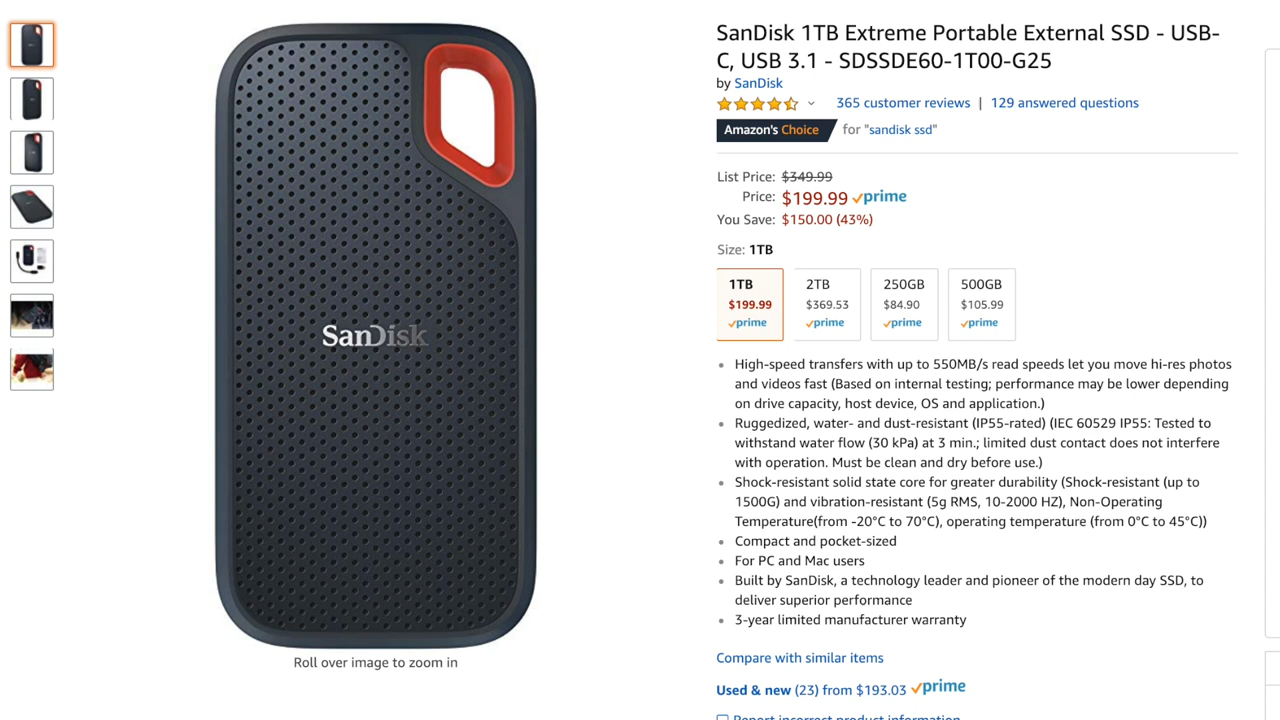 SanDisk
Roll over image to zoom in
SanDisk 1TB Extreme Portable External SSD - USB-
C, USB 3.1 - SDSSDE60-1T00-G25
by SanDisk
365 customer reviews | 129 answered questions
Amazon's Choice for "sandisk ssd"
List Price: $349.99
Price: $199.99 prime
You Save: $150.00 (43%)
Size: 1TB
1TB 2TB 250GB 500GB
$199.99 $369.53 $84.90 $105.99
prime prime prime prime
• High-speed transfers with up to 550MB/s read speeds let you move hi-res photos
and videos fast (Based on internal testing; performance may be lower depending
on drive capacity, host device, OS and application.)
• Ruggedized, water- and dust-resistant (IP55-rated) (IEC 60529 IP55: Tested to
withstand water flow (30 kPa) at 3 min.; limited dust contact does not interfere
with operation. Must be clean and dry before use.)
• Shock-resistant solid state core for greater durability (Shock-resistant (up to
1500G) and vibration-resistant (5g RMS, 10-2000 HZ), Non-Operating
Temperature(from -20°C to 70°C), operating temperature (from 0°C to 45°C))
• Compact and pocket-sized
• For PC and Mac users
• Built by SanDisk, a technology leader and pioneer of the modern day SSD, to
deliver superior performance
• 3-year limited manufacturer warranty
Compare with similar items
Used & new (23) from $193.03 prime
Report incorrect product information